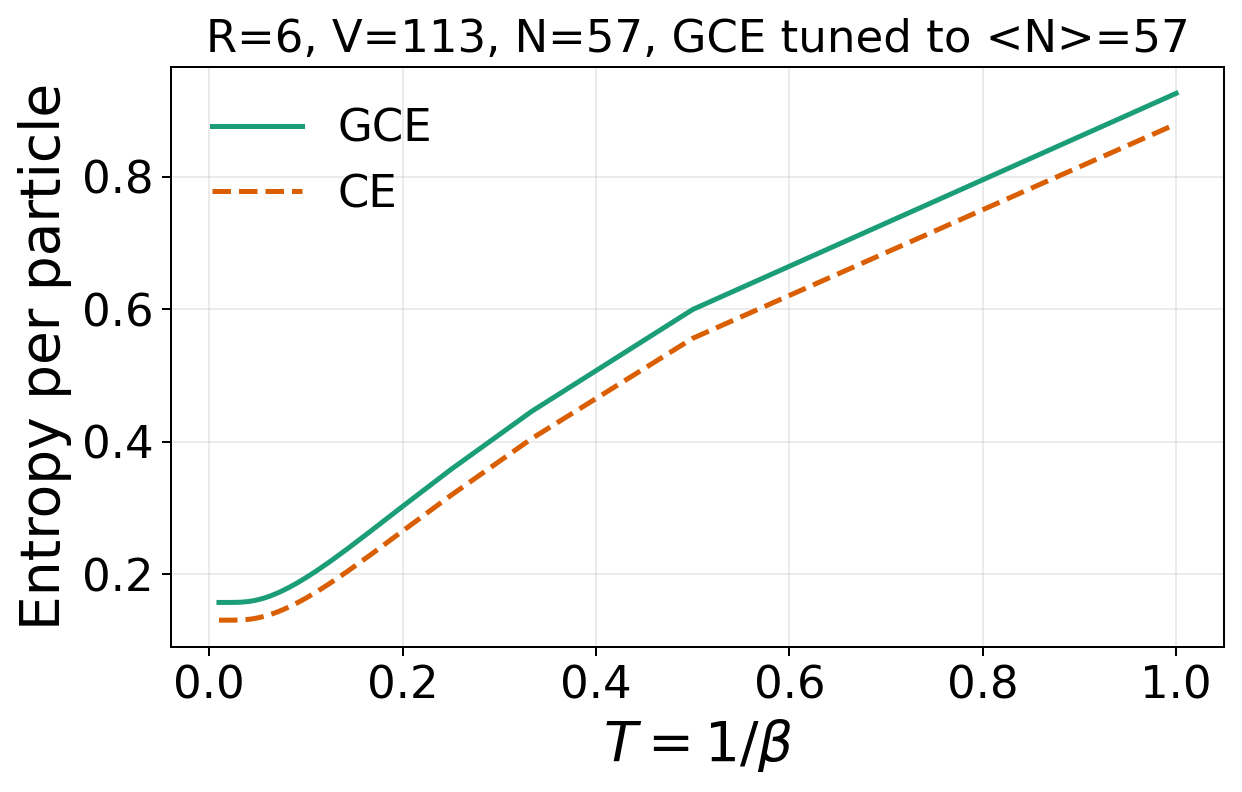 R=6, V=113, N=57, GCE tuned to <N>=57
GCE
CE
Entropy per particle
0.8
0.6
0.4
0.2
0.0 0.2 0.4 0.6 0.8 1.0
T = 1/β